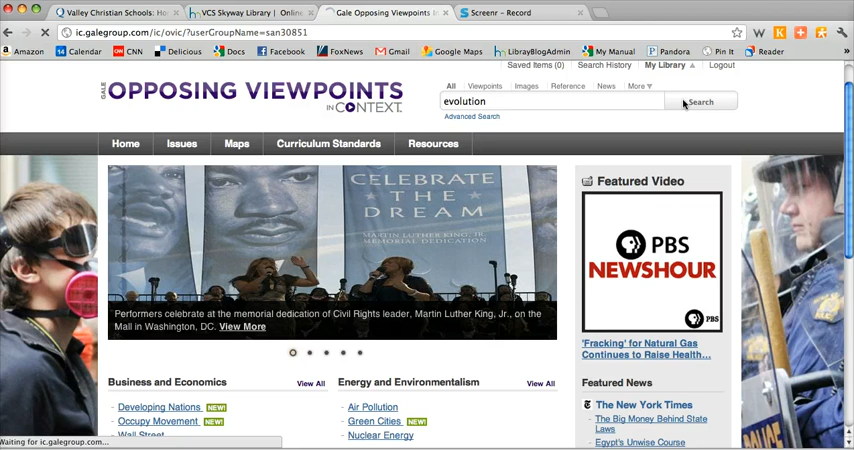 Valley Christian Schools: Ho
VCS Skyway Library | Online
Gale Opposing Viewpoints I
Screenr - Record
ic.galegroup.com/ic/ovic/?userGroupName=san30851
Amazon
14 Calendar
CNN
Delicious
Docs
Facebook
FoxNews
Gmail
Google Maps
LibrayBlogAdmin
My Manual
Pandora
Pin It
Reader
Saved Items (0)
Search History
My Library
Logout
GALE
OPPOSING VIEWPOINTS
IN CONTEXT
All Viewpoints Images Reference News More
evolution
Search
Advanced Search
Home Issues Maps Curriculum Standards Resources
CELEBRATE
THE
DREAM
MARTIN LUTHER KING, JR.
MEMORIAL DEDICATION
Performers celebrate at the memorial dedication of Civil Rights leader, Martin Luther King, Jr., on the
Mall in Washington, DC. View More
Featured Video
PBS
NEWSHOUR
PBS
'Fracking' for Natural Gas
Continues to Raise Health...
Featured News
The New York Times
The Big Money Behind State
Laws
Egypt's Unwise Course
Business and Economics
View All
Developing Nations NEW!
Occupy Movement NEW!
Wall Street
Energy and Environmentalism
View All
Air Pollution
Green Cities NEW!
Nuclear Energy
Waiting for ic.galegroup.com...
POLICE